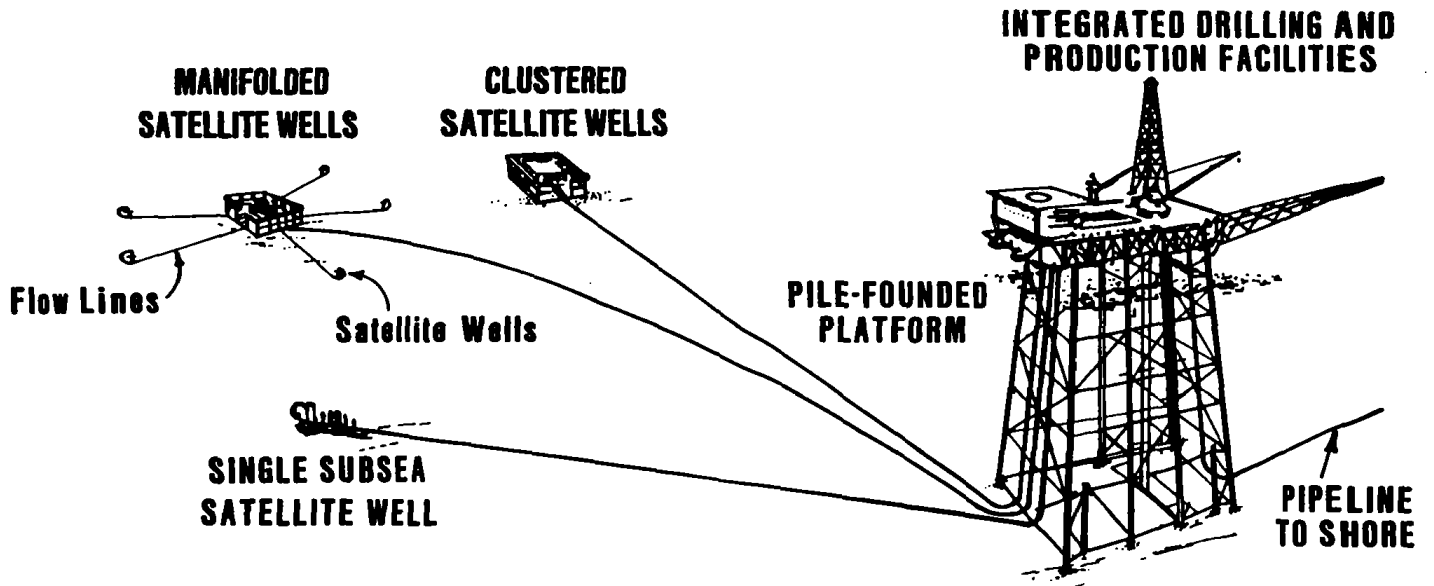 INTEGRATED DRILLING AND
PRODUCTION FACILITIES
MANIFOLDED
SATELLITE WELLS
CLUSTERED
SATELLITE WELLS
Flow Lines
Satellite Wells
PILE-FOUNDED
PLATFORM
SINGLE SUBSEA
SATELLITE WELL
PIPELINE
TO SHORE